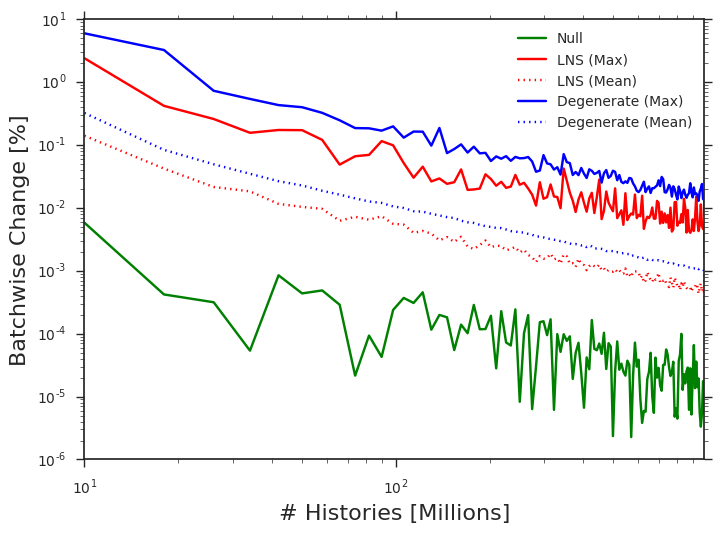 10^1
10^0
10^-1
10^-2
10^-3
10^-4
10^-5
10^-6
Batchwise Change [%]
Null
LNS (Max)
LNS (Mean)
Degenerate (Max)
Degenerate (Mean)
10^1
10^2
# Histories [Millions]